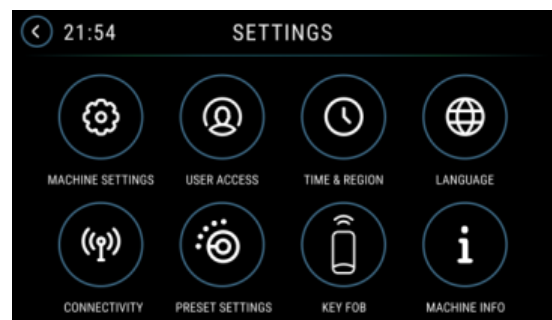 21:54 SETTINGS
MACHINE SETTINGS USER ACCESS TIME & REGION LANGUAGE
CONNECTIVITY PRESET SETTINGS KEY FOB MACHINE INFO